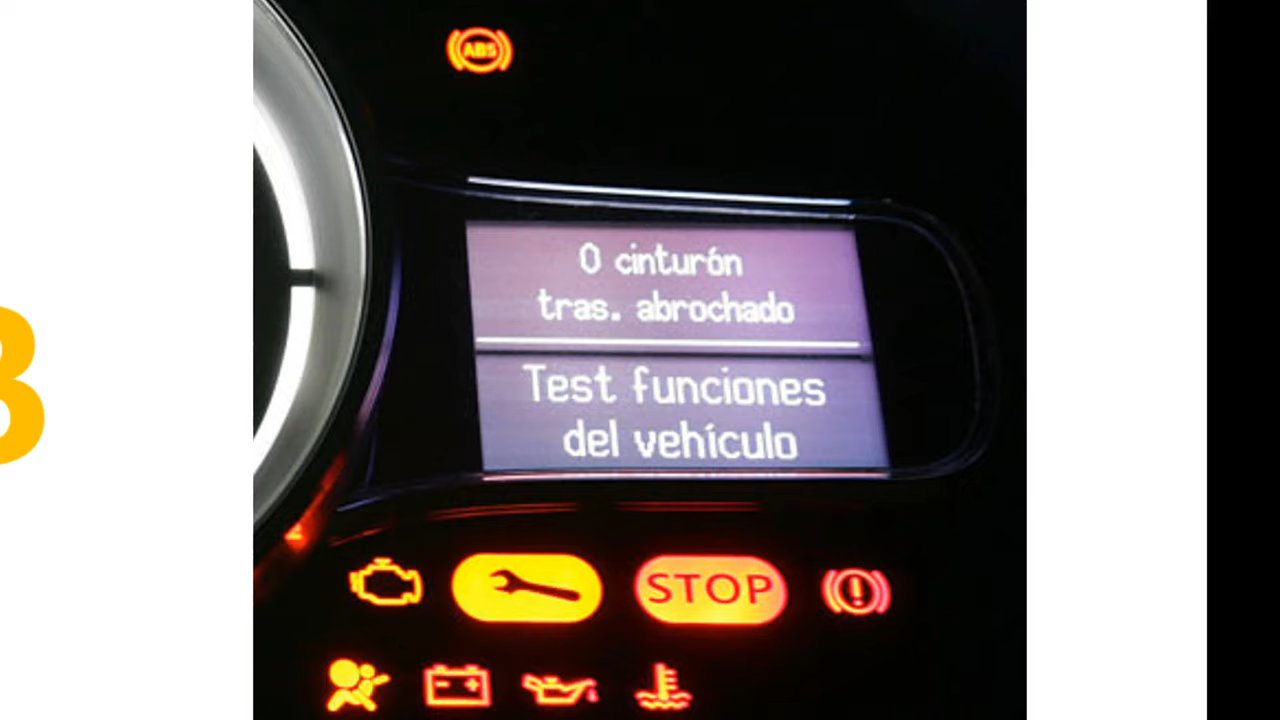 ABS
0 cinturón
tras. abrochado
Test funciones
del vehículo
STOP